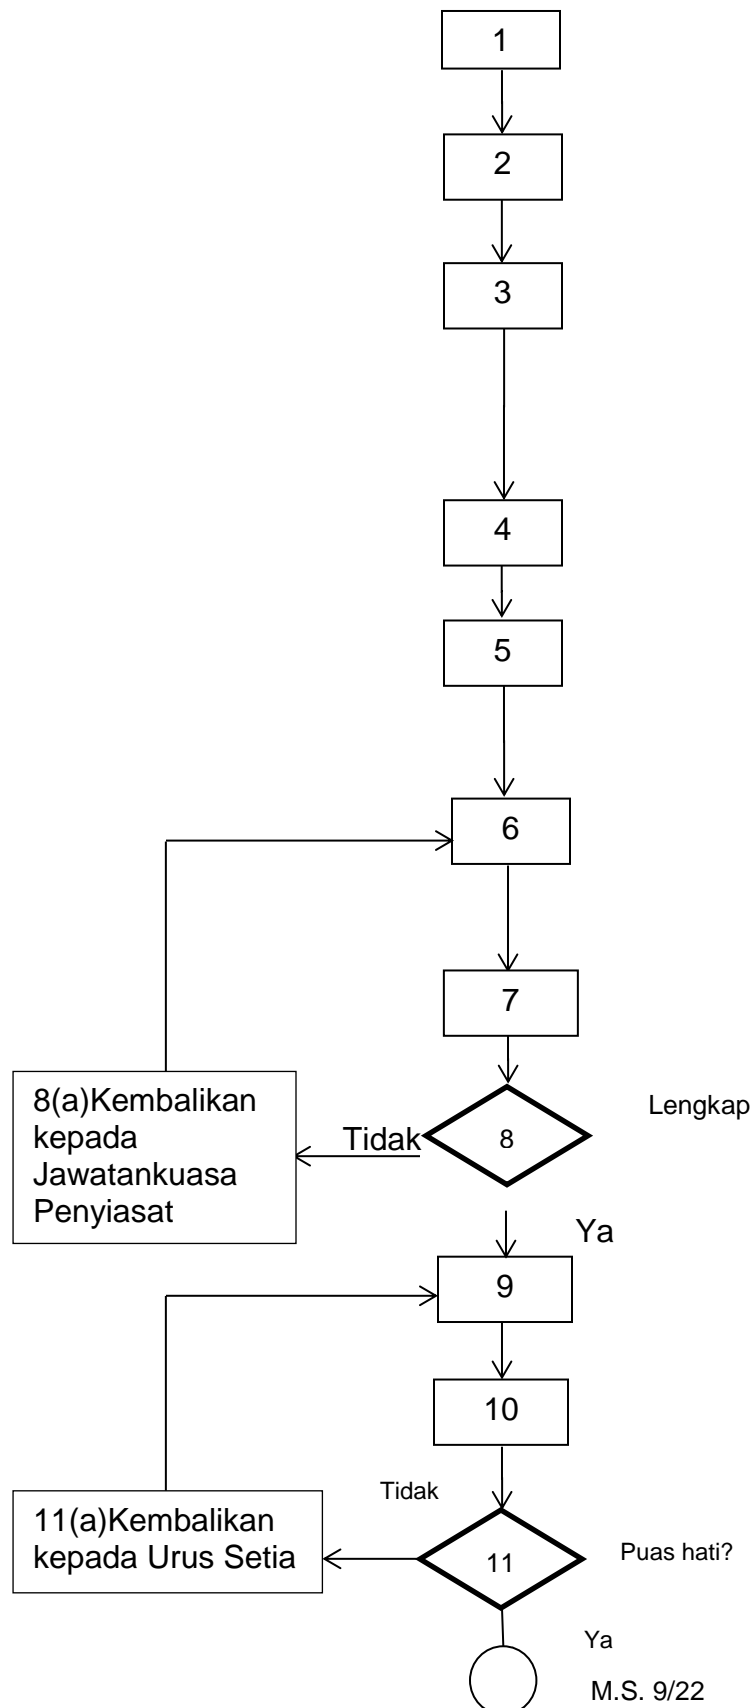 1
2
3
4
5
6
7
8(a)Kembalikan
kepada
Jawatankuasa
Penyiasat
Tidak
8
Lengkap
Ya
9
10
Tidak
11(a)Kembalikan
kepada Urus Setia
11
Puas hati?
Ya
M.S. 9/22